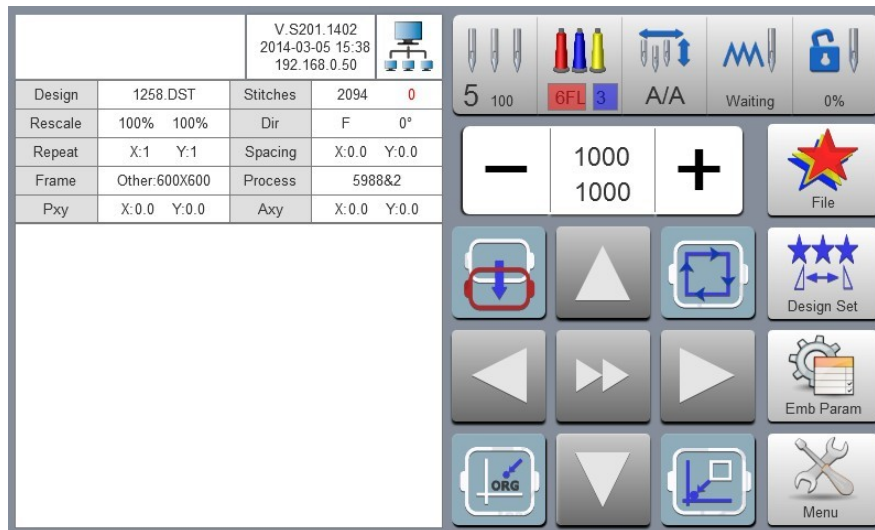 V.S201.1402
2014-03-05 15:38
192.168.0.50
Design 1258.DST Stitches 2094 0
Rescale 100% 100% Dir F 0°
Repeat X:1 Y:1 Spacing X:0.0 Y:0.0
Frame Other:600X600 Process 5988&2
Pxy X:0.0 Y:0.0 Axy X:0.0 Y:0.0
5 100 6FL 3 A/A Waiting 0%
1000
1000
File
Design Set
Emb Param
ORG
Menu